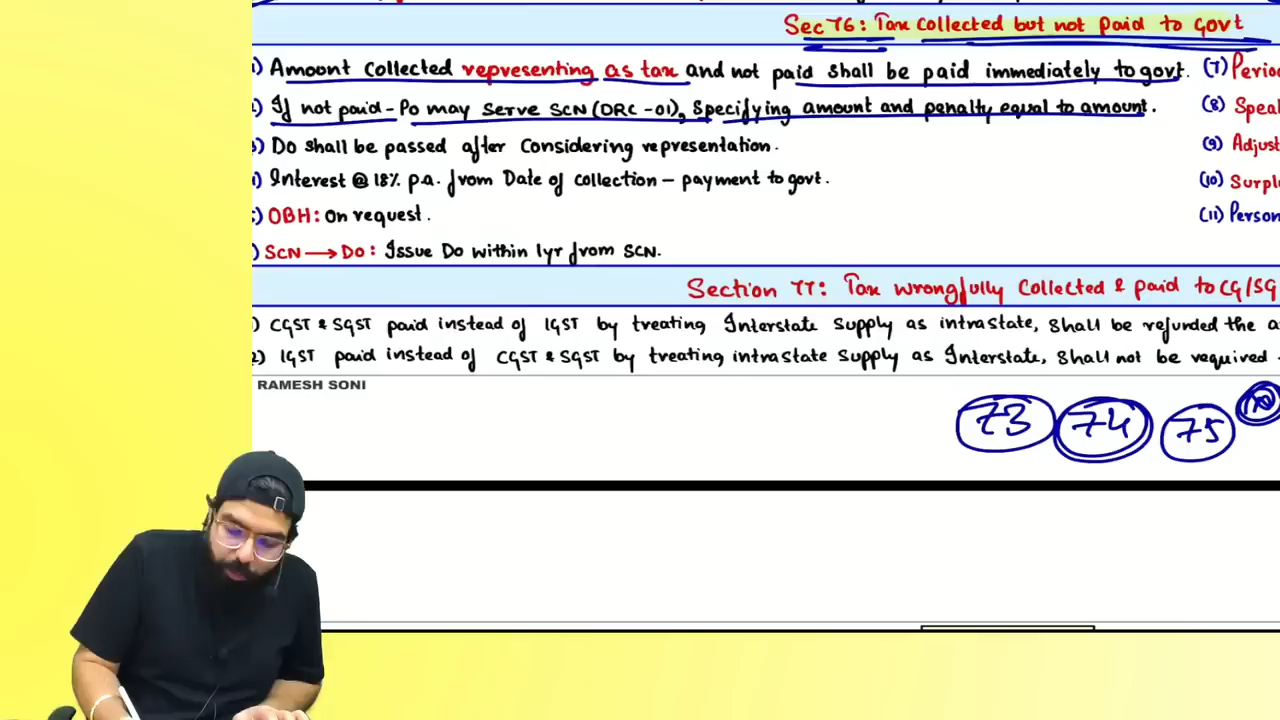 Sec 76: Tax collected but not paid to govt
) Amount collected representing as tax and not paid shall be paid immediately to govt.
) If not paid - Po may serve SCN (DRC-01), specifying amount and penalty equal to amount.
) Do shall be passed after Considering representation.
) Interest @ 18% p.a. from Date of collection - payment to govt.
) OBH: On request.
) SCN → Do: Issue Do within 1yr from SCN.
(7) Period
(8) Speak
(9) Adjust
(10) Surplu
(11) Person
Section 77: Tax wrongfully collected & paid to CG/SG
) CGST & SGST paid instead of IGST by treating Interstate Supply as intrastate, shall be refunded the a
2) IGST paid instead of CGST & SGST by treating intrastate Supply as Interstate, shall not be required
RAMESH SONI
73 74 75